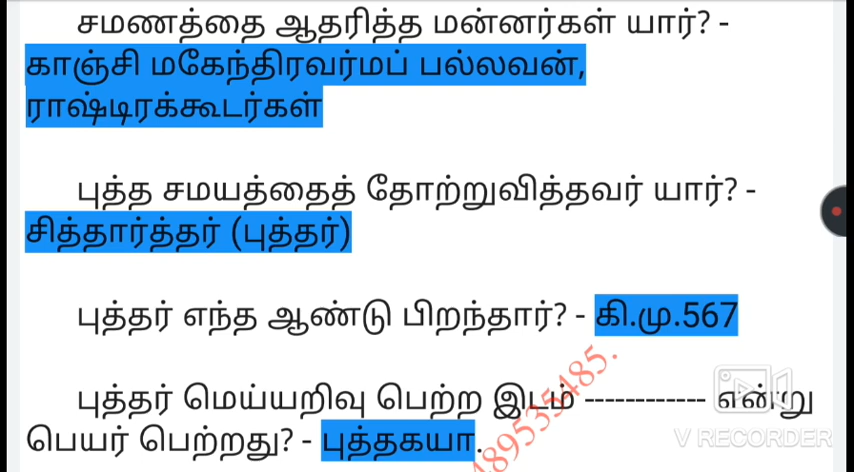 சமணத்தை ஆதரித்த மன்னர்கள் யார்? -
காஞ்சி மகேந்திரவர்மப் பல்லவன்,
ராஷ்டிரக்கூடர்கள்
புத்த சமயத்தைத் தோற்றுவித்தவர் யார்? -
சித்தார்த்தர் (புத்தர்)
புத்தர் எந்த ஆண்டு பிறந்தார்? - கி.மு.567
புத்தர் மெய்யறிவு பெற்ற இடம் ------------ என்று
பெயர் பெற்றது? - புத்தகயா.
489535485.
V RECORDER